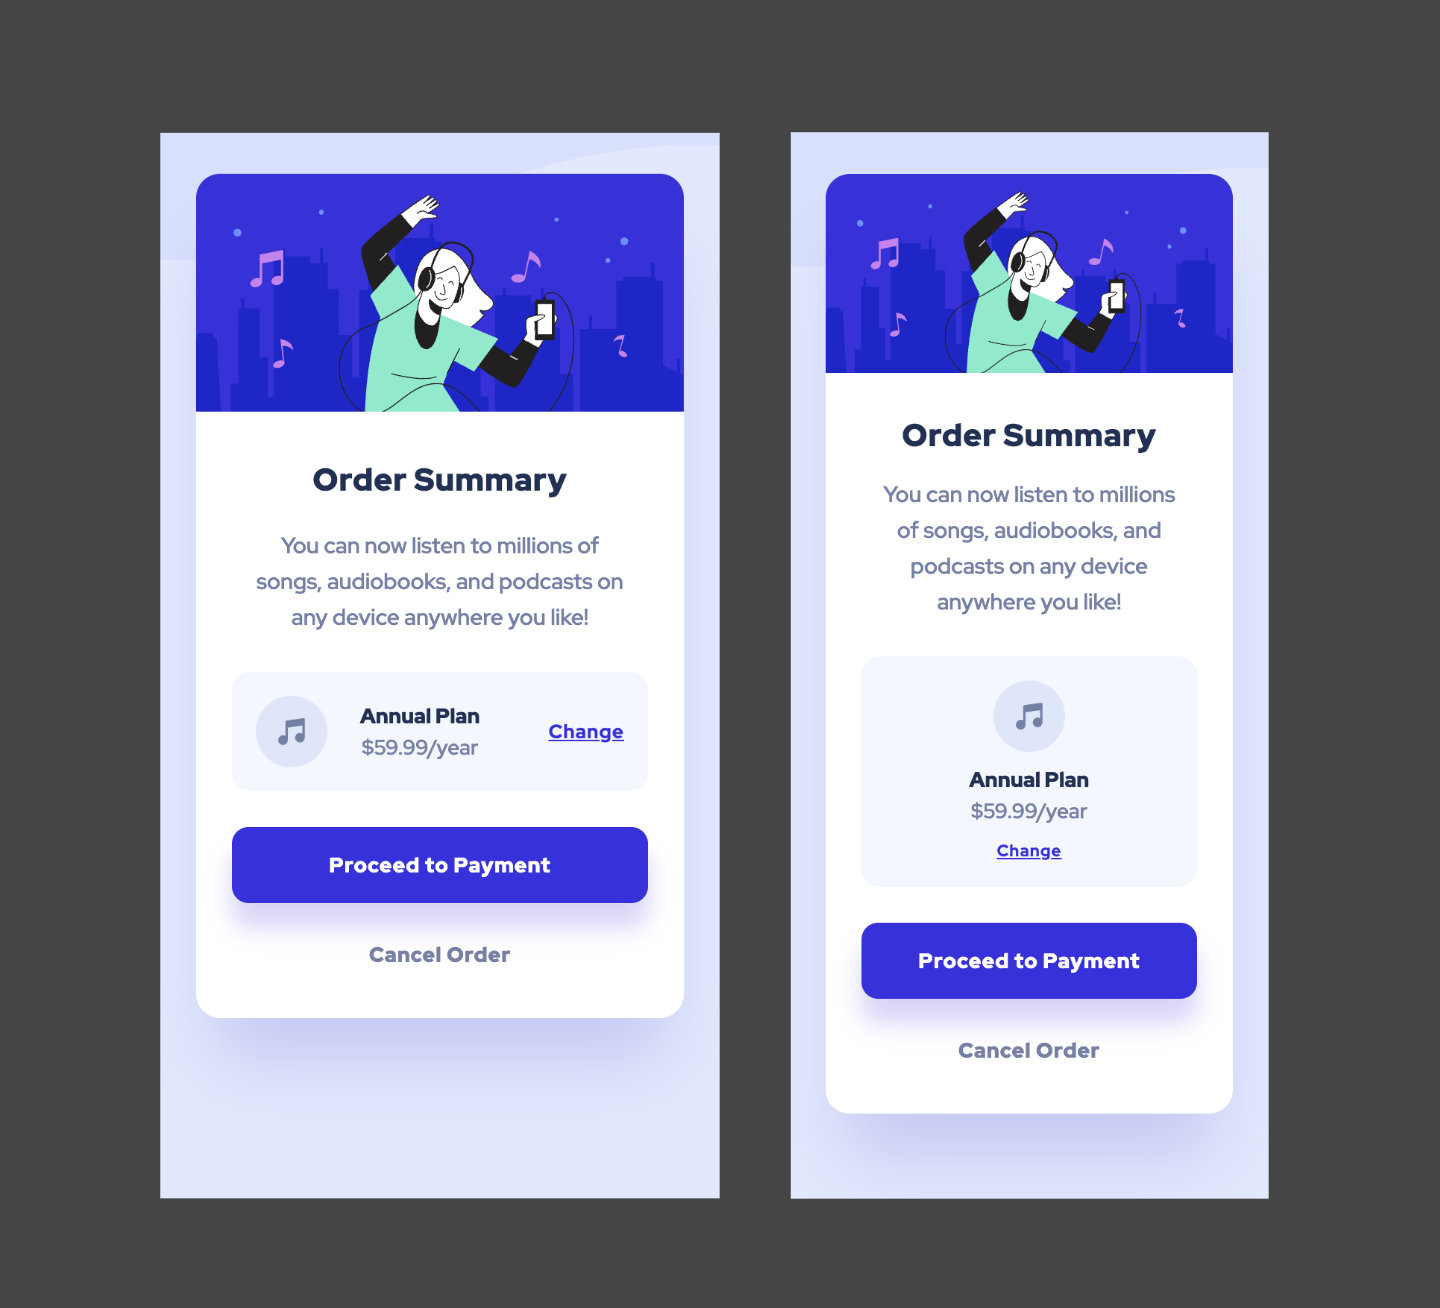 Order Summary
You can now listen to millions of
songs, audiobooks, and podcasts on
any device anywhere you like!
Annual Plan
$59.99/year
Change
Proceed to Payment
Cancel Order
Order Summary
You can now listen to millions
of songs, audiobooks, and
podcasts on any device
anywhere you like!
Annual Plan
$59.99/year
Change
Proceed to Payment
Cancel Order